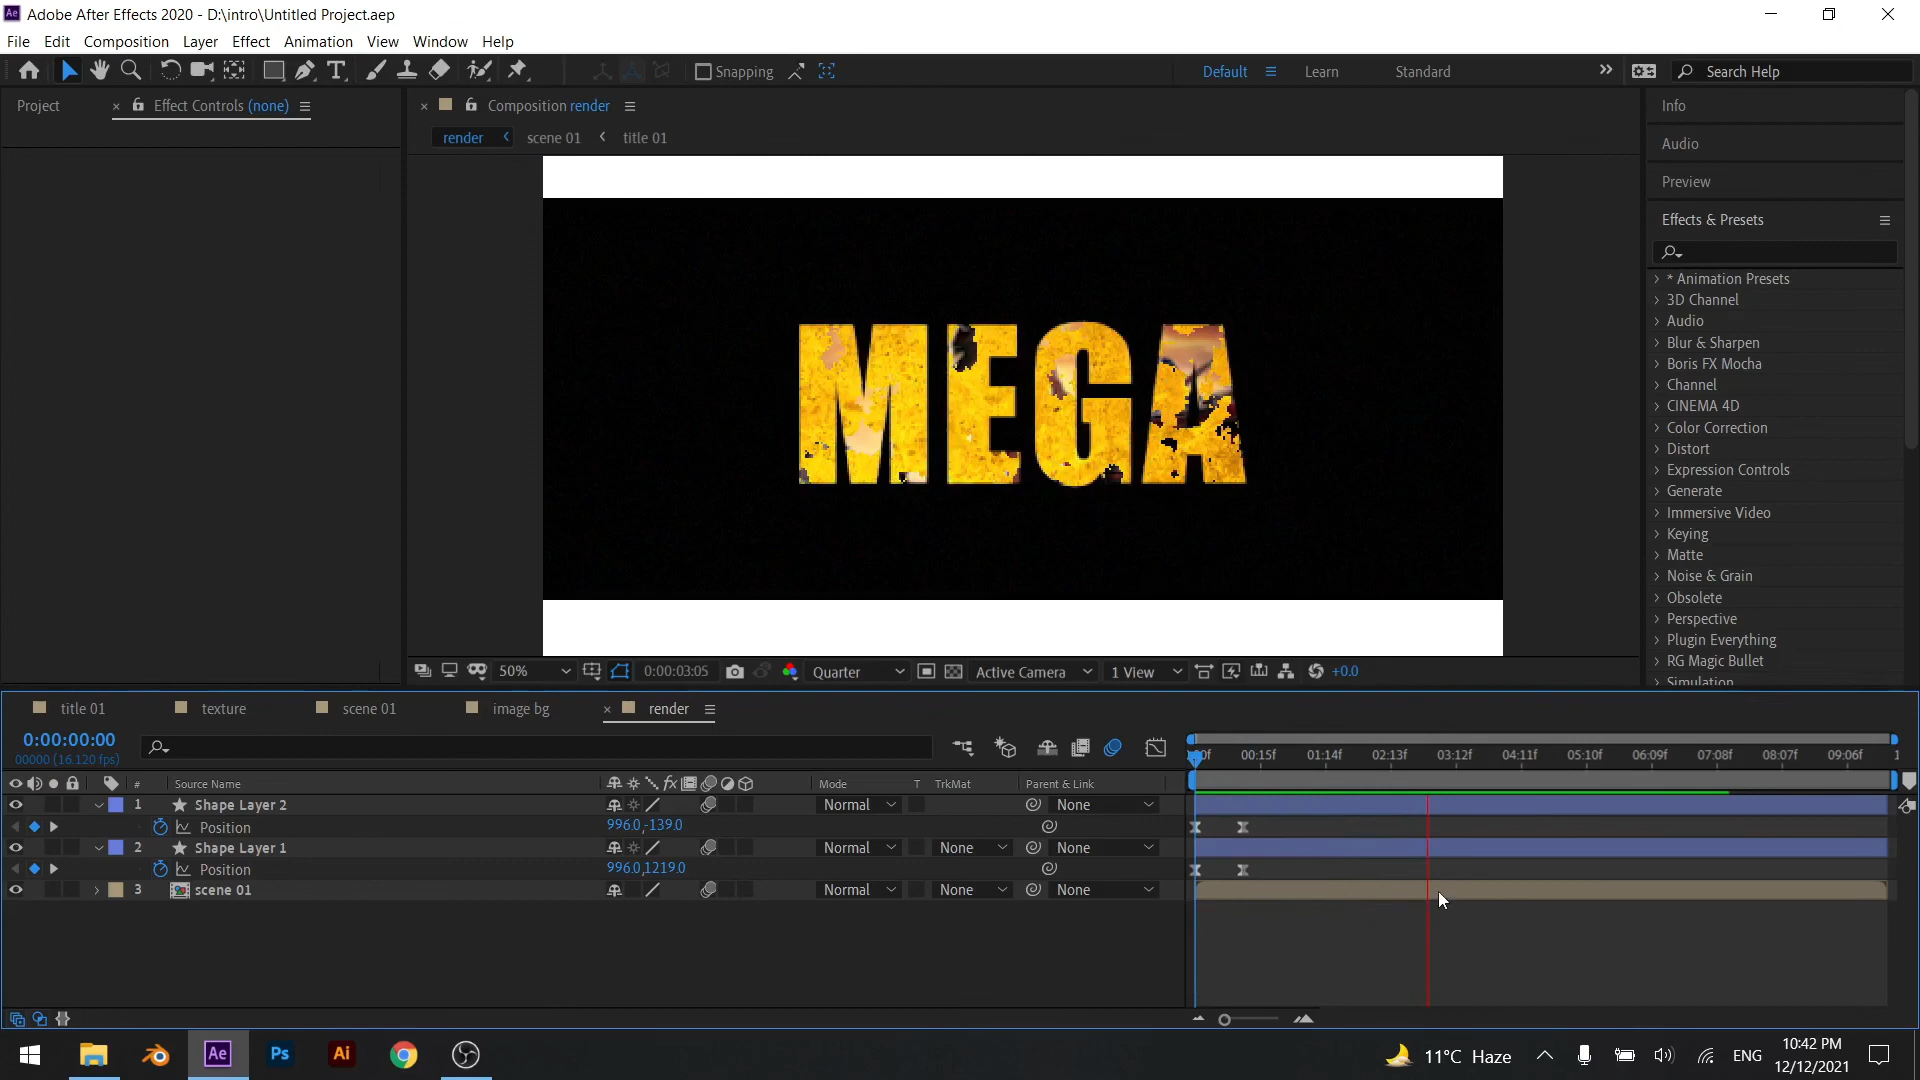 Adobe After Effects 2020 - D:\intro\Untitled Project.aep
File Edit Composition Layer Effect Animation View Window Help
Snapping Default Learn Standard Search Help
Project Effect Controls (none) Composition render Info
render scene 01 title 01
Audio
Preview
Effects & Presets
* Animation Presets
3D Channel
Audio
Blur & Sharpen
Boris FX Mocha
Channel
CINEMA 4D
Color Correction
Distort
Expression Controls
Generate
Immersive Video
Keying
Matte
Noise & Grain
Obsolete
Perspective
Plugin Everything
RG Magic Bullet
Simulation
MEGA
50% 0:00:03:05 Quarter Active Camera 1 View +0.0
title 01 texture scene 01 image bg render
0:00:00:00
00000 (16.120 fps)
00f 00:15f 01:14f 02:13f 03:12f 04:11f 05:10f 06:09f 07:08f 08:07f 09:06f 1
# Source Name fx Mode T TrkMat Parent & Link
1 Shape Layer 2 Normal None
Position 996.0,-139.0
2 Shape Layer 1 Normal None None
Position 996.0,1219.0
3 scene 01 Normal None None
Ae Ps Ai 11°C Haze ENG 10:42 PM
12/12/2021